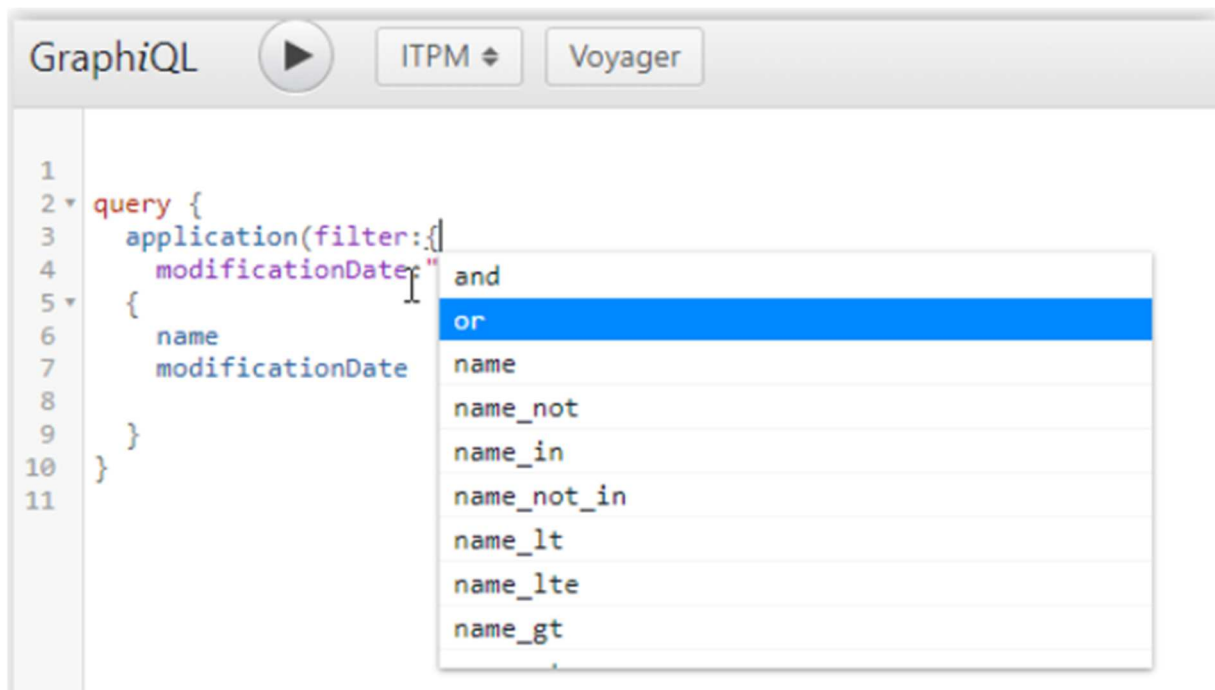 GraphiQL ITPM Voyager
1
2 query {
3 application(filter:{
4 modificationDate:"
5 {
6 name
7 modificationDate
8
9 }
10 }
11
and
or
name
name_not
name_in
name_not_in
name_lt
name_lte
name_gt